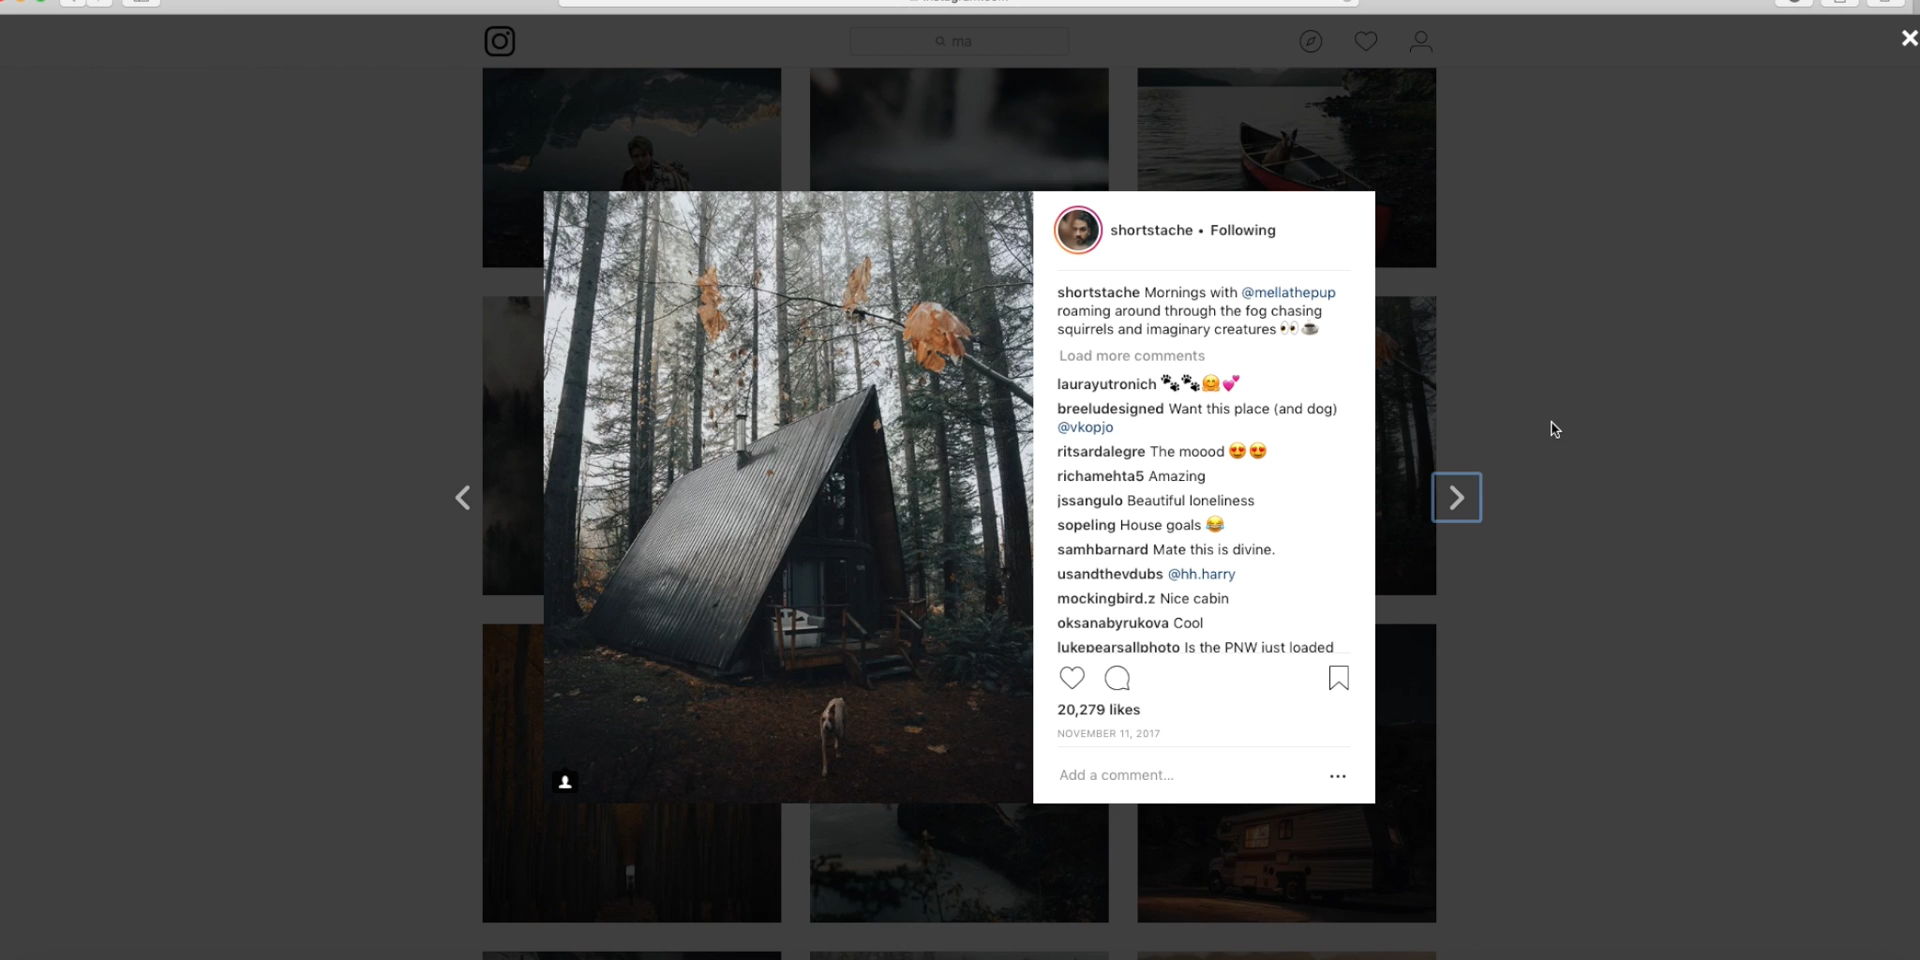 ma
shortstache • Following
shortstache Mornings with @mellathepup
roaming around through the fog chasing
squirrels and imaginary creatures 👀☕
Load more comments
laurayutronich 🐾🐾🤗💕
breeludesigned Want this place (and dog)
@vkopjo
ritsardalegre The moood 😍😍
richamehta5 Amazing
jssangulo Beautiful loneliness
sopeling House goals 😂
samhbarnard Mate this is divine.
usandthevdubs @hh.harry
mockingbird.z Nice cabin
oksanabyrukova Cool
lukepearsallphoto Is the PNW just loaded
20,279 likes
NOVEMBER 11, 2017
Add a comment...